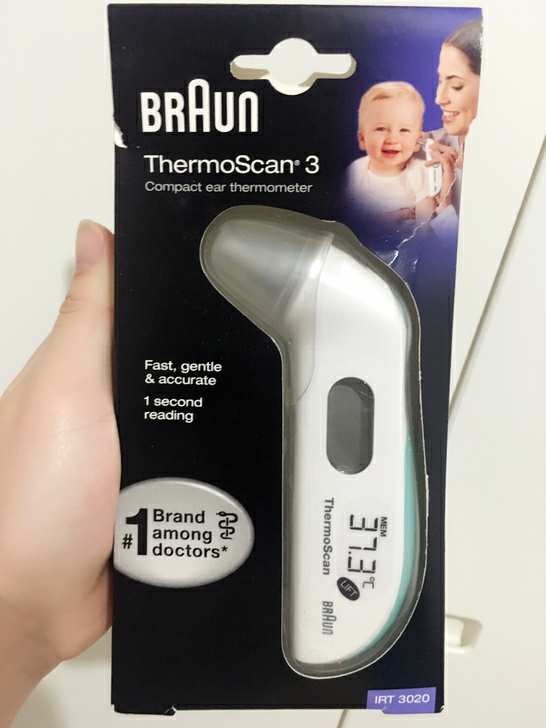 BRAUN
ThermoScan® 3
Compact ear thermometer
Fast, gentle
& accurate
1 second
reading
#1 Brand
among
doctors*
ThermoScan
MEM
37.3 °C
LIFT
BRAUN
IRT 3020